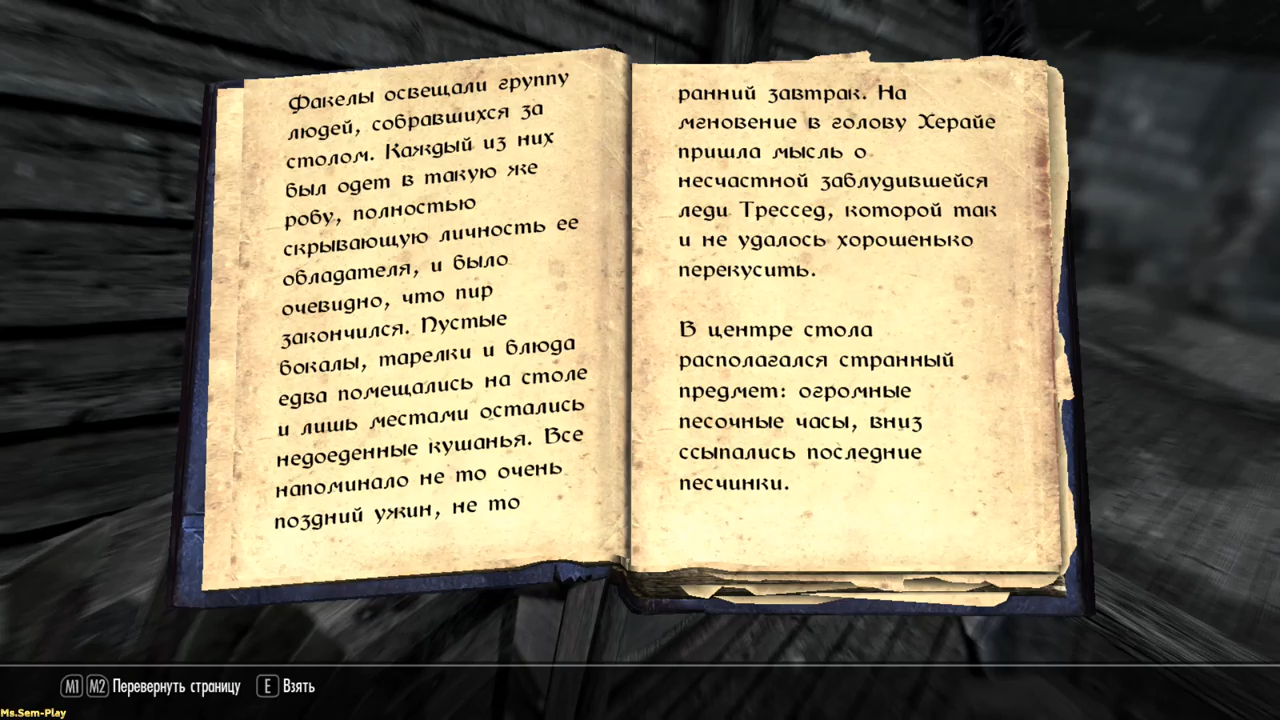 Факелы освещали группу
людей, собравшихся за
столом. Каждый из них
был одет в такую же
робу, полностью
скрывающую личность ее
обладателя, и было
очевидно, что пир
закончился. Пустые
бокалы, тарелки и блюда
едва помещались на столе
и лишь местами остались
недоеденные кушанья. Все
напоминало не то очень
поздний ужин, не то
ранний завтрак. На
мгновение в голову Херайе
пришла мысль о
несчастной заблудившейся
леди Трессед, которой так
и не удалось хорошенько
перекусить.
В центре стола
располагался странный
предмет: огромные
песочные часы, вниз
ссыпались последние
песчинки.
M1 M2 Перевернуть страницу E Взять
Ms.Sem-Play